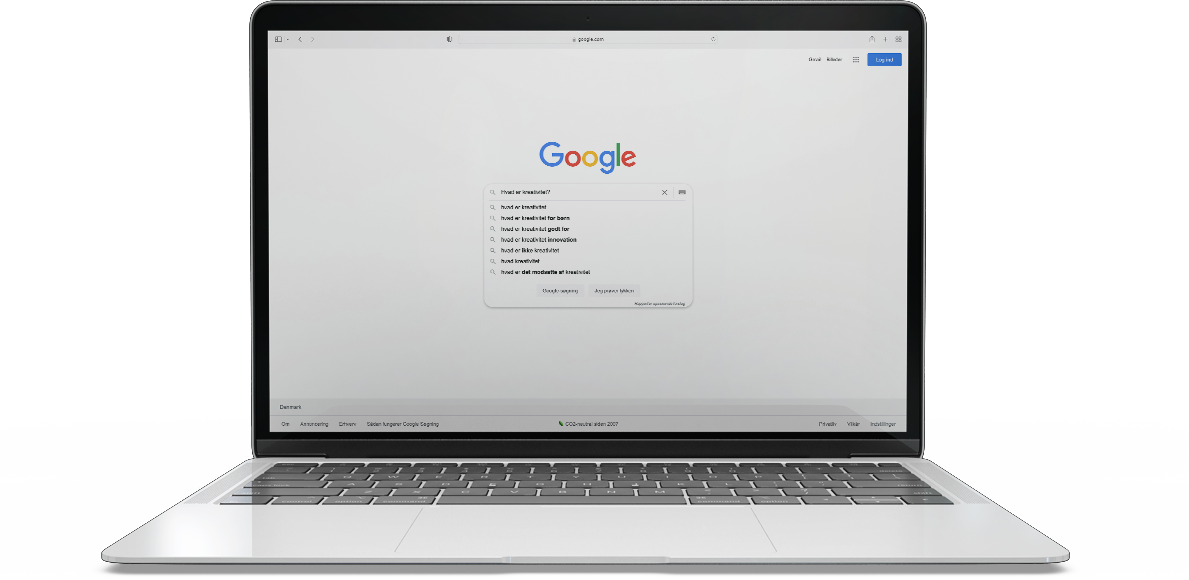 google.com
Gmail Billeder
Log ind
Google
Hvad er kreativitet?
hvad er kreativitet
hvad er kreativitet for børn
hvad er kreativitet godt for
hvad er kreativitet innovation
hvad er ikke kreativitet
hvad kreativitet
hvad er det modsatte af kreativitet
Google-søgning Jeg prøver lykken
Danmark
Om Annoncering Erhverv Sådan fungerer Google Søgning
CO2-neutral siden 2007
Privatliv Vilkår Indstillinger